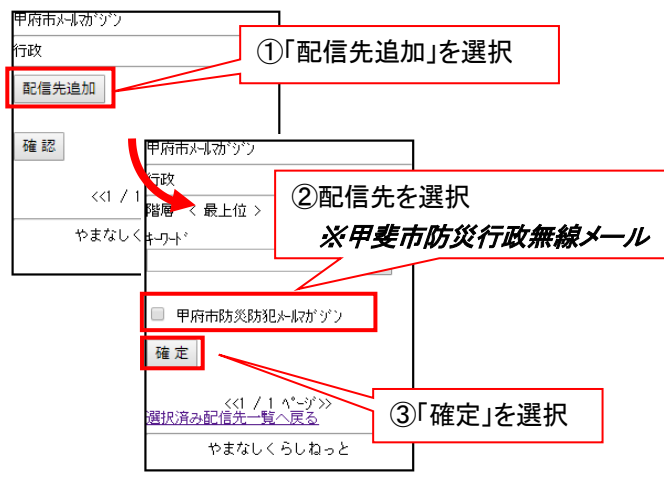 甲府市ﾒｰﾙﾏｶﾞｼﾞﾝ
行政
配信先追加
確 認
<<1 / 1
やまなしく
①「配信先追加」を選択
甲府市ﾒｰﾙﾏｶﾞｼﾞﾝ
行政
階層 < 最上位 >
ｷｰﾜｰﾄﾞ
②配信先を選択
※甲斐市防災行政無線メール
甲府市防災防犯ﾒｰﾙﾏｶﾞｼﾞﾝ
確 定
<<1 / 1 ﾍﾟｰｼﾞ>>
選択済み配信先一覧へ戻る
やまなしくらしねっと
③「確定」を選択